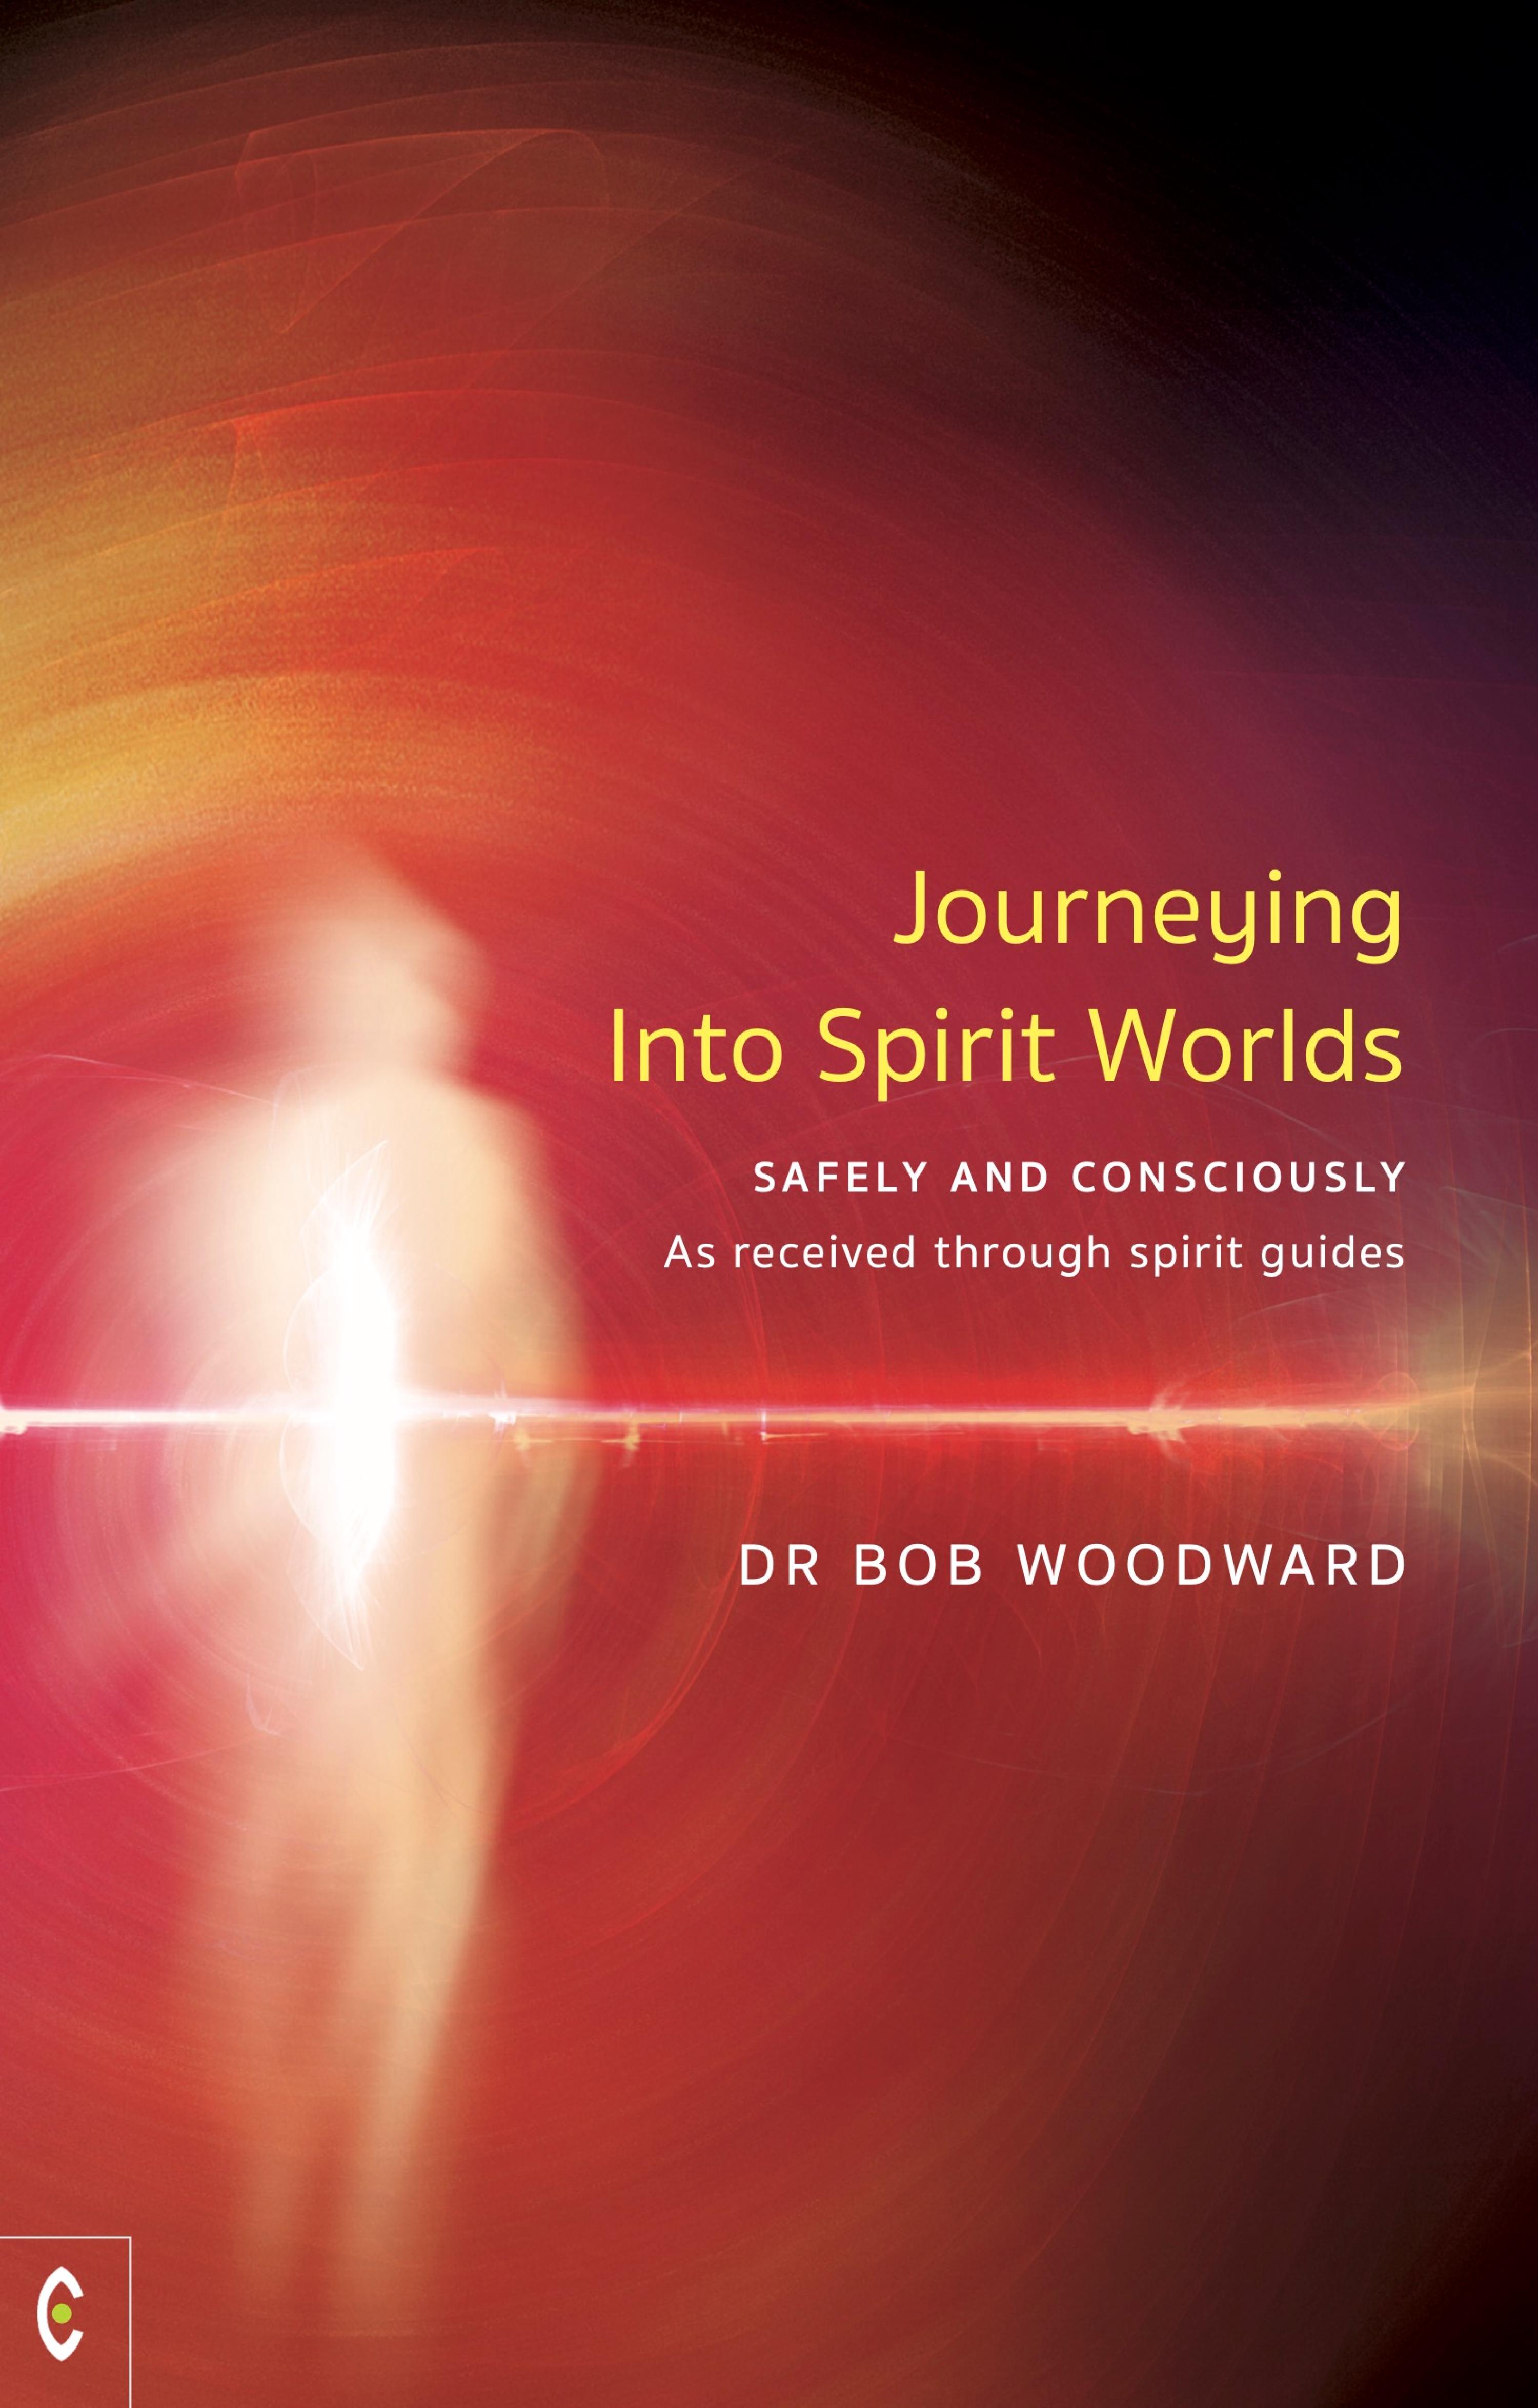 Journeying
Into Spirit Worlds
SAFELY AND CONSCIOUSLY
As received through spirit guides
DR BOB WOODWARD